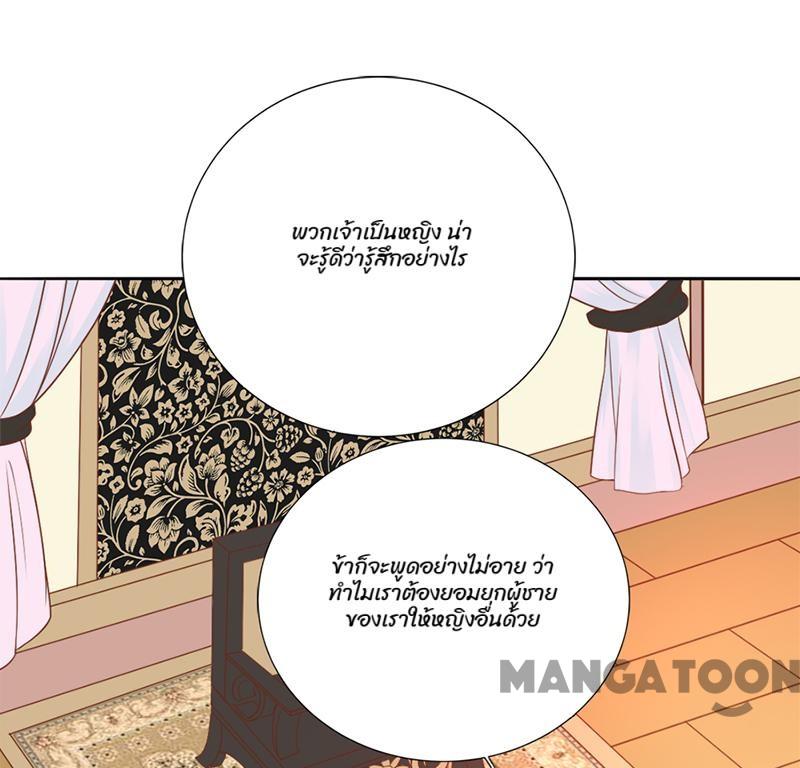 พวกเจ้าเป็นหญิง น่า
จะรู้ดีว่ารู้สึกอย่างไร
ข้าก็จะพูดอย่างไม่อาย ว่า
ทำไมเราต้องยอมยกผู้ชาย
ของเราให้หญิงอื่นด้วย
MANGATOON